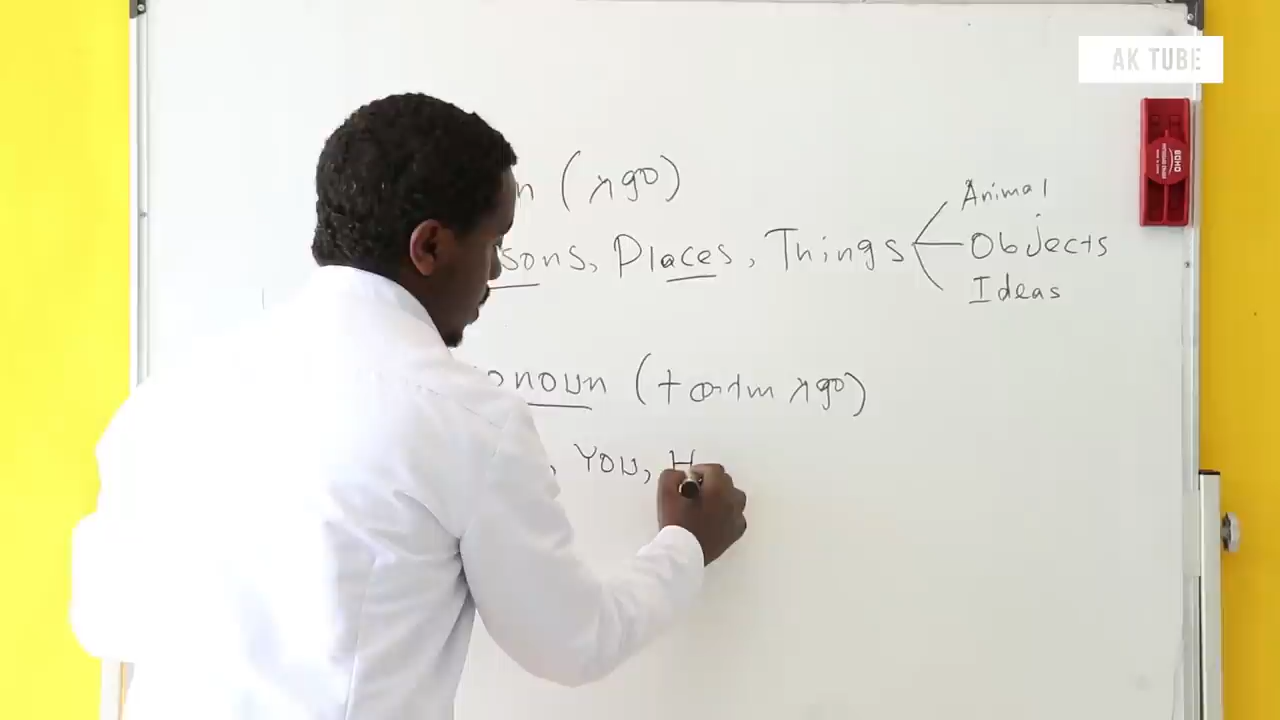 AK TUBE
n (ስም)
sons, Places, Things
Animal
Objects
Ideas
onoun (ተውላጠ ስም)
, You, H